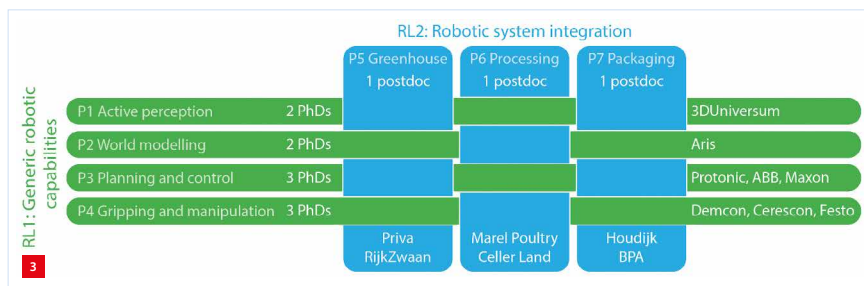 RL2: Robotic system integration
P5 Greenhouse
1 postdoc
P6 Processing
1 postdoc
P7 Packaging
1 postdoc
RL1: Generic robotic
capabilities
P1 Active perception 2 PhDs 3DUniversum
P2 World modelling 2 PhDs Aris
P3 Planning and control 3 PhDs Protonic, ABB, Maxon
P4 Gripping and manipulation 3 PhDs Demcon, Cerescon, Festo
Priva
RijkZwaan
Marel Poultry
Celler Land
Houdijk
BPA
3